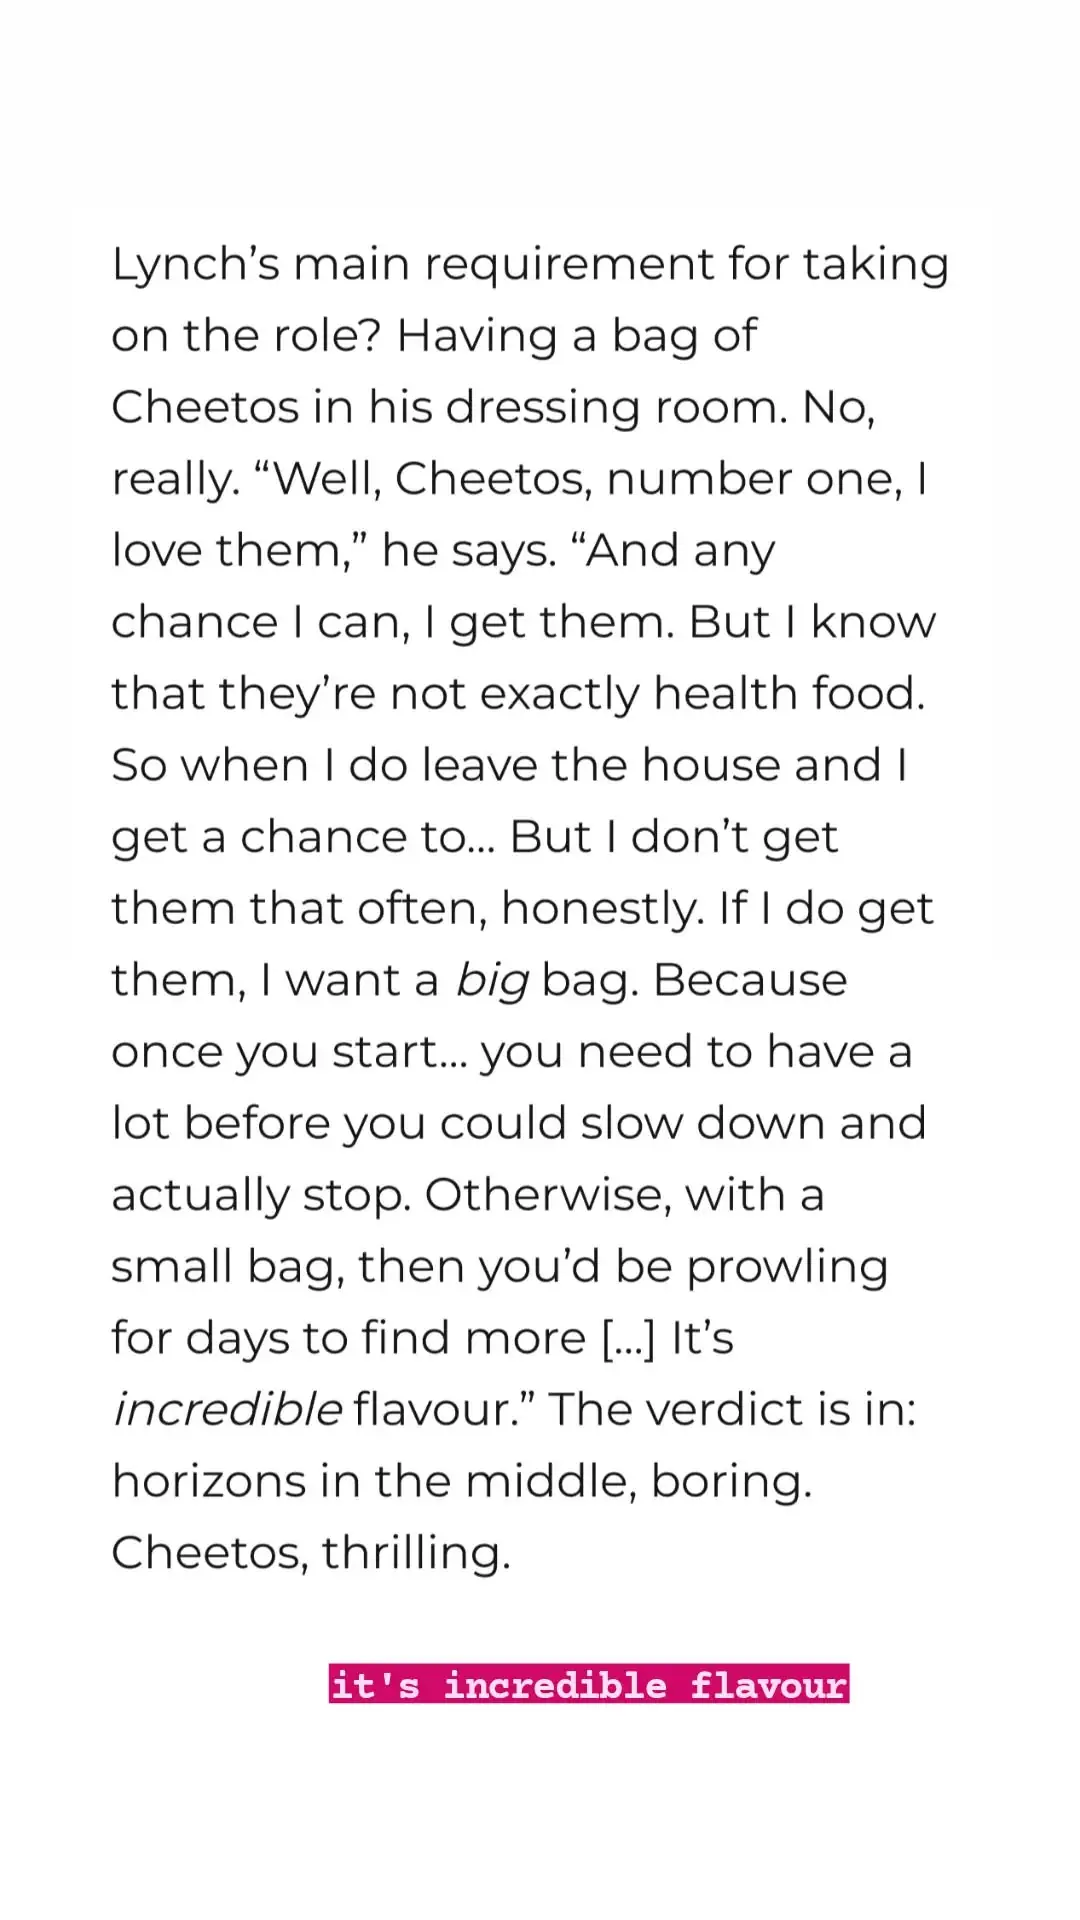 Lynch’s main requirement for taking
on the role? Having a bag of
Cheetos in his dressing room. No,
really. “Well, Cheetos, number one, I
love them,” he says. “And any
chance I can, I get them. But I know
that they’re not exactly health food.
So when I do leave the house and I
get a chance to... But I don’t get
them that often, honestly. If I do get
them, I want a big bag. Because
once you start... you need to have a
lot before you could slow down and
actually stop. Otherwise, with a
small bag, then you’d be prowling
for days to find more [...] It’s
incredible flavour.” The verdict is in:
horizons in the middle, boring.
Cheetos, thrilling.
it's incredible flavour